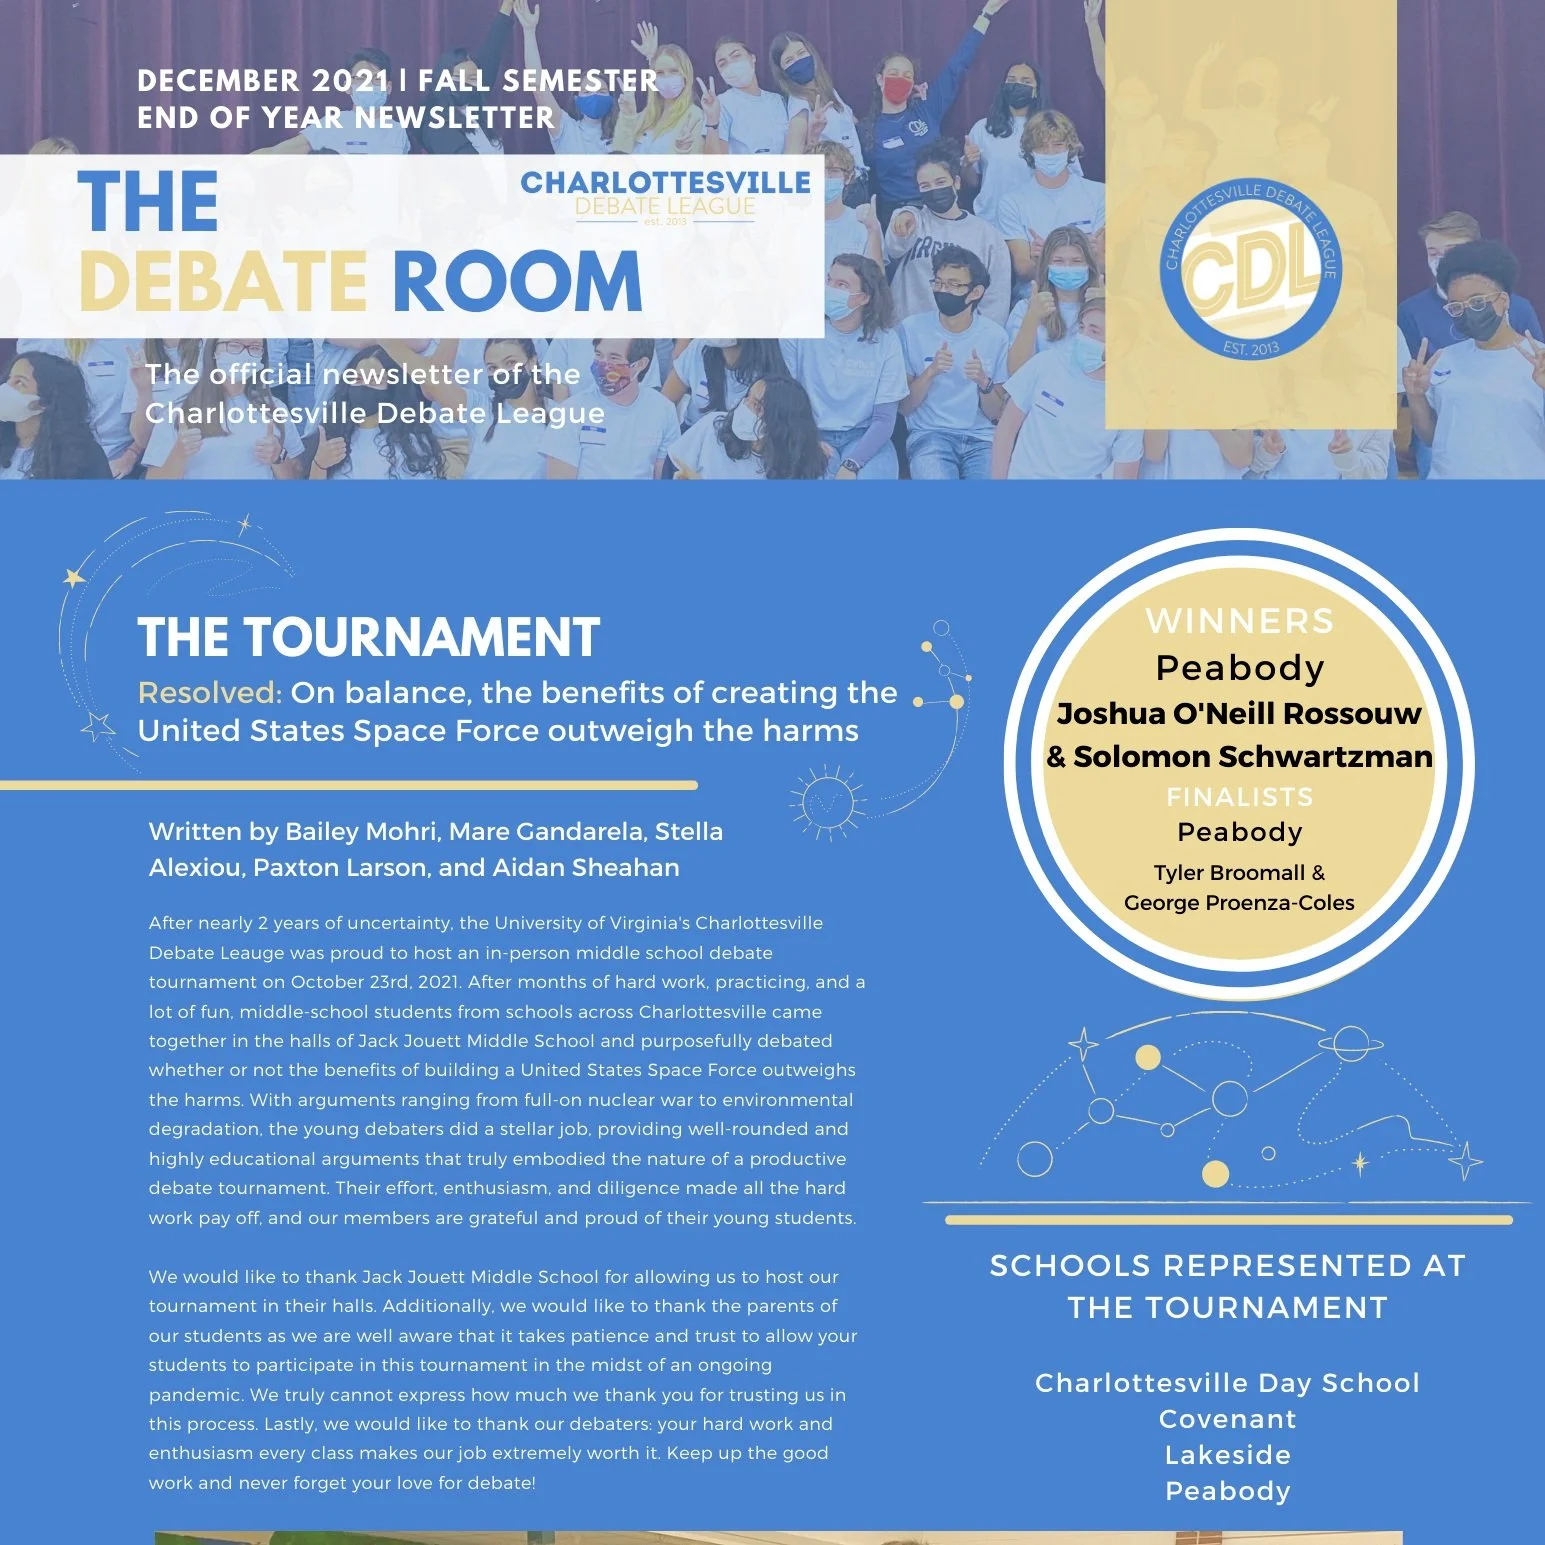 DECEMBER 2021 | FALL SEMESTER
END OF YEAR NEWSLETTER
THE
DEBATE ROOM
CHARLOTTESVILLE
DEBATE LEAGUE
est. 2013
The official newsletter of the
Charlottesville Debate League
CHARLOTTESVILLE DEBATE LEAGUE
CDL
EST. 2013
THE TOURNAMENT
Resolved: On balance, the benefits of creating the
United States Space Force outweigh the harms
Written by Bailey Mohri, Mare Gandarela, Stella
Alexiou, Paxton Larson, and Aidan Sheahan
After nearly 2 years of uncertainty, the University of Virginia's Charlottesville
Debate Leauge was proud to host an in-person middle school debate
tournament on October 23rd, 2021. After months of hard work, practicing, and a
lot of fun, middle-school students from schools across Charlottesville came
together in the halls of Jack Jouett Middle School and purposefully debated
whether or not the benefits of building a United States Space Force outweighs
the harms. With arguments ranging from full-on nuclear war to environmental
degradation, the young debaters did a stellar job, providing well-rounded and
highly educational arguments that truly embodied the nature of a productive
debate tournament. Their effort, enthusiasm, and diligence made all the hard
work pay off, and our members are grateful and proud of their young students.
We would like to thank Jack Jouett Middle School for allowing us to host our
tournament in their halls. Additionally, we would like to thank the parents of
our students as we are well aware that it takes patience and trust to allow your
students to participate in this tournament in the midst of an ongoing
pandemic. We truly cannot express how much we thank you for trusting us in
this process. Lastly, we would like to thank our debaters: your hard work and
enthusiasm every class makes our job extremely worth it. Keep up the good
work and never forget your love for debate!
WINNERS
Peabody
Joshua O'Neill Rossouw
& Solomon Schwartzman
FINALISTS
Peabody
Tyler Broomall &
George Proenza-Coles
SCHOOLS REPRESENTED AT
THE TOURNAMENT
Charlottesville Day School
Covenant
Lakeside
Peabody